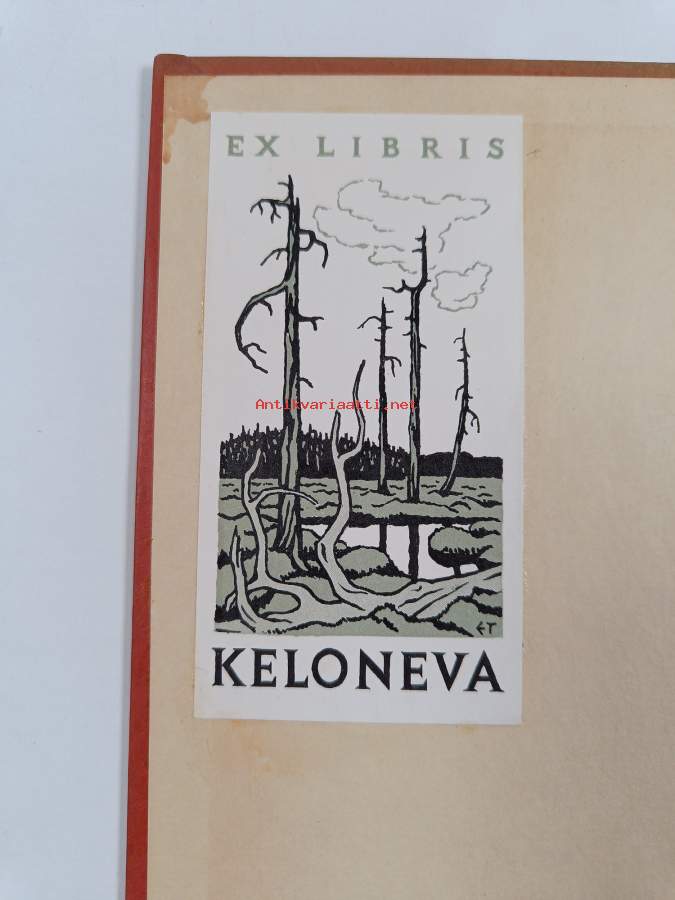 EX LIBRIS
Antikvariaatti.net
ET
KELONEVA